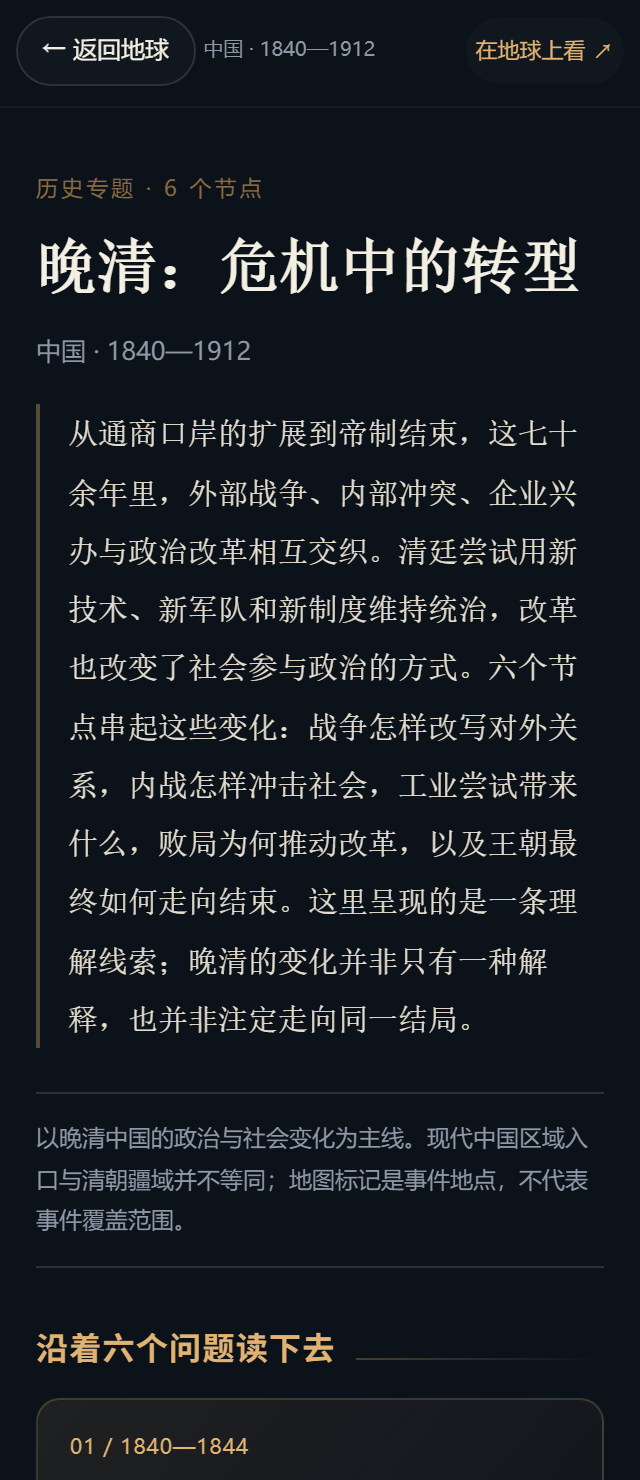 ← 返回地球
中国 · 1840—1912
在地球上看 ↗
历史专题 · 6 个节点
晚清：危机中的转型
中国 · 1840—1912
从通商口岸的扩展到帝制结束，这七十
余年里，外部战争、内部冲突、企业兴
办与政治改革相互交织。清廷尝试用新
技术、新军队和新制度维持统治，改革
也改变了社会参与政治的方式。六个节
点串起这些变化：战争怎样改写对外关
系，内战怎样冲击社会，工业尝试带来
什么，败局为何推动改革，以及王朝最
终如何走向结束。这里呈现的是一条理
解线索；晚清的变化并非只有一种解
释，也并非注定走向同一结局。
以晚清中国的政治与社会变化为主线。现代中国区域入
口与清朝疆域并不等同；地图标记是事件地点，不代表
事件覆盖范围。
沿着六个问题读下去
01 / 1840—1844